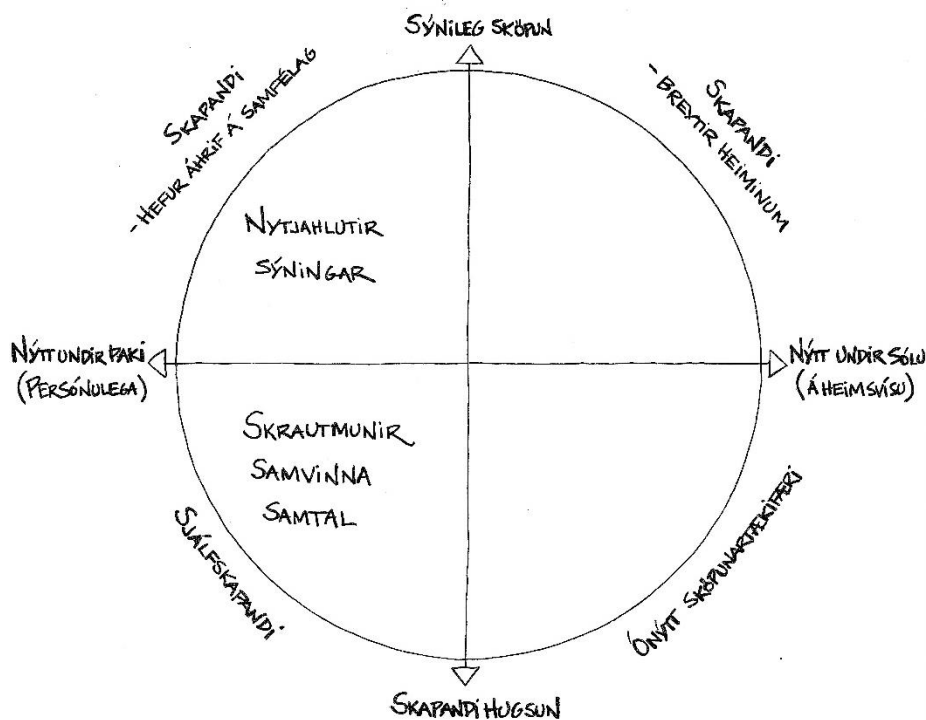 SÝNILEG SKÖPUN
SKAPANDI
- HEFUR ÁHRIF Á SAMFÉLAG
SKAPANDI
- BREYTIR HEIMINUM
NYTJAHLUTIR
SÝNINGAR
NÝTT UNDIR ÞAKI
(PERSÓNULEGA)
NÝTT UNDIR SÓLU
(Á HEIMSVÍSU)
SKRAUTMUNIR
SAMVINNA
SAMTAL
SJÁLFSKAPANDI
ÓNÝTT SKÖPUNARTÆKIFÆRI
SKAPANDI HUGSUN